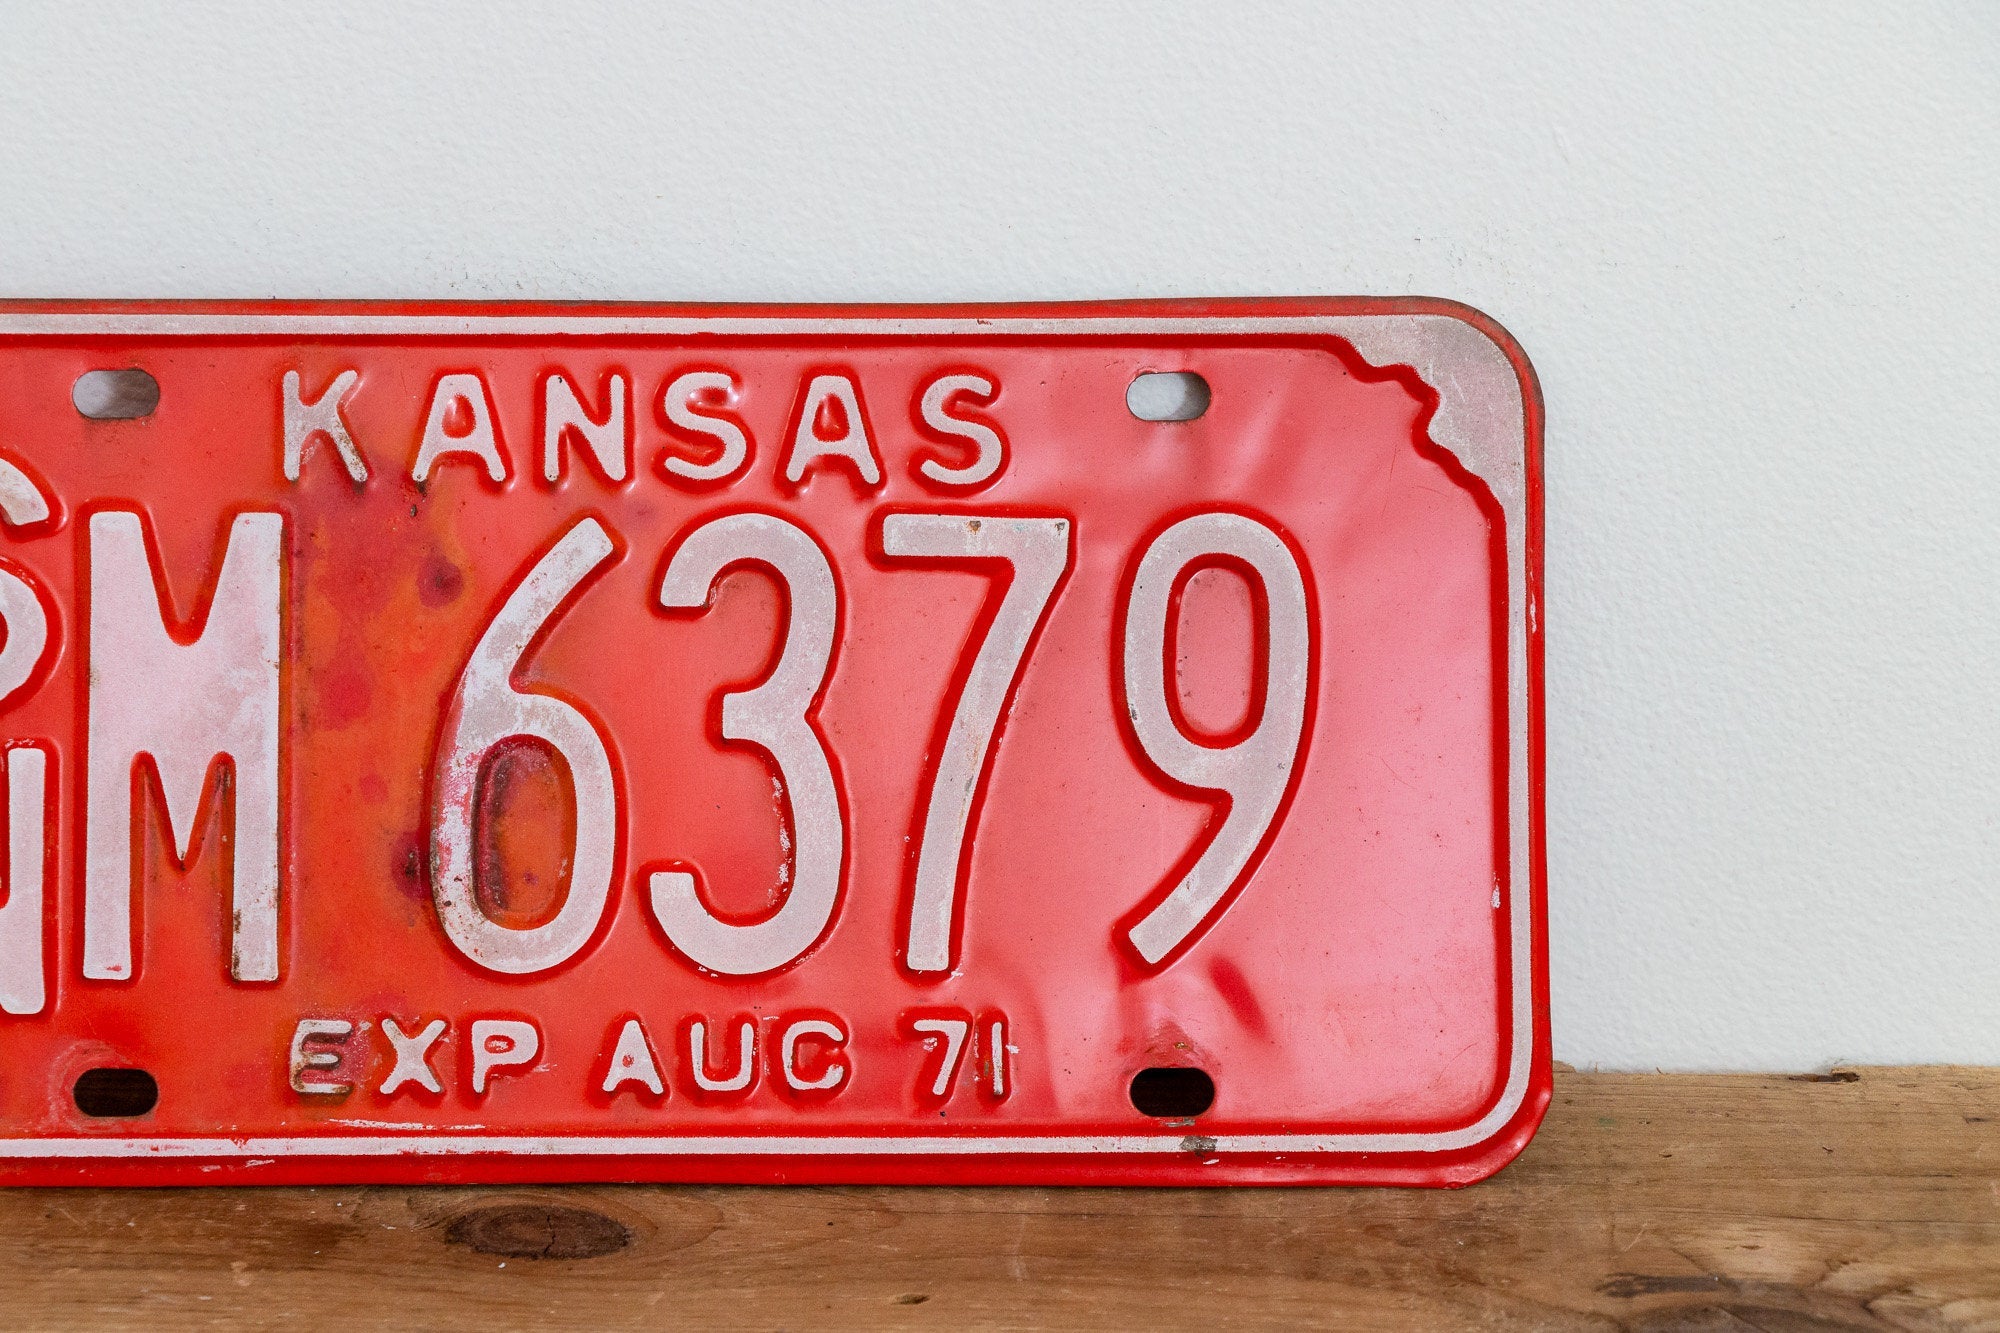 KANSAS
M 6379
EXP AUG 71